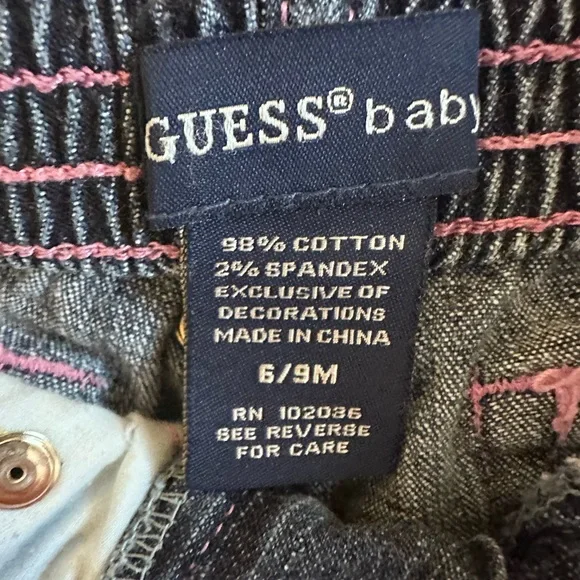 GUESS® baby
98% COTTON
2% SPANDEX
EXCLUSIVE OF
DECORATIONS
MADE IN CHINA
6/9M
RN 102036
SEE REVERSE
FOR CARE